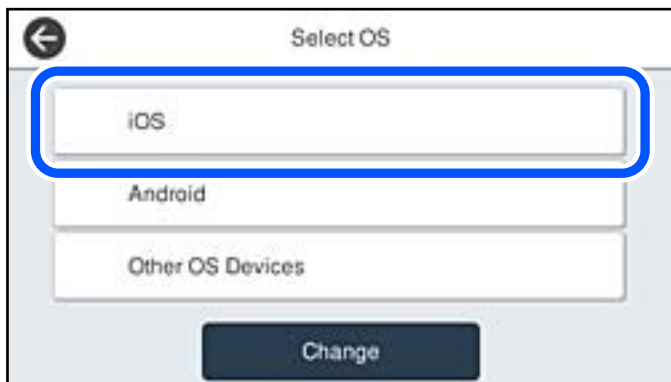 Select OS
iOS
Android
Other OS Devices
Change